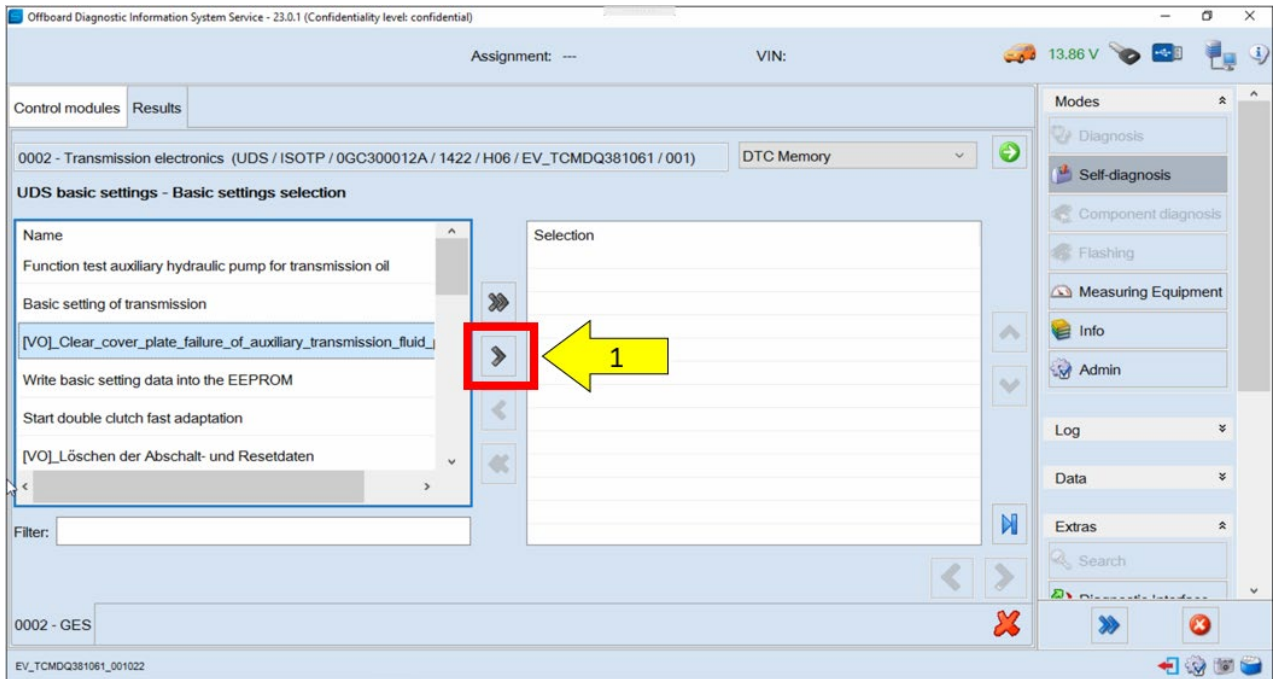 Offboard Diagnostic Information System Service - 23.0.1 (Confidentiality level: confidential)
Assignment: ---
VIN:
13.86 V
Control modules
Results
0002 - Transmission electronics (UDS / ISOTP / 0GC300012A / 1422 / H06 / EV_TCMDQ381061 / 001)
DTC Memory
UDS basic settings - Basic settings selection
Name
Function test auxiliary hydraulic pump for transmission oil
Basic setting of transmission
[VO]_Clear_cover_plate_failure_of_auxiliary_transmission_fluid_
Write basic setting data into the EEPROM
Start double clutch fast adaptation
[VO]_Löschen der Abschalt- und Resetdaten
Filter:
1
Selection
0002 - GES
EV_TCMDQ381061_001022
Modes
Diagnosis
Self-diagnosis
Component diagnosis
Flashing
Measuring Equipment
Info
Admin
Log
Data
Extras
Search